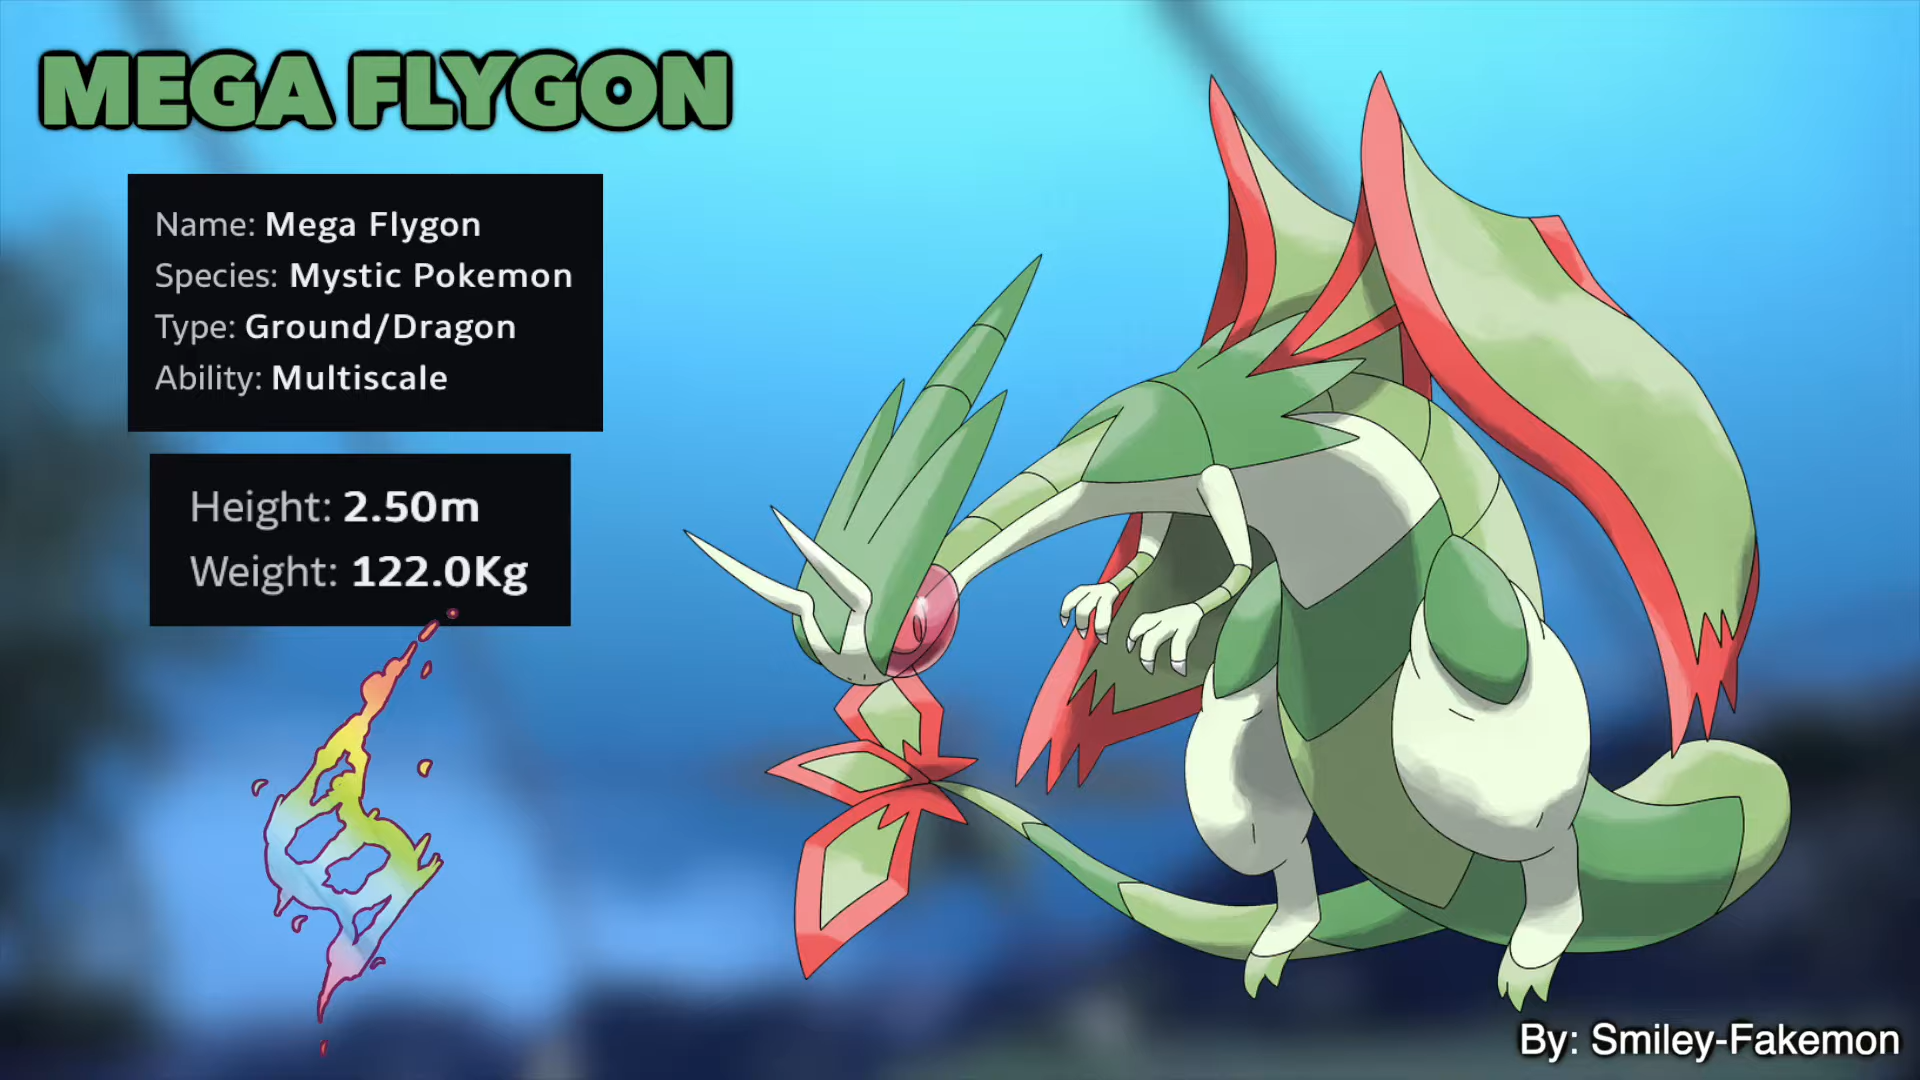 MEGA FLYGON
Name: Mega Flygon
Species: Mystic Pokemon
Type: Ground/Dragon
Ability: Multiscale
Height: 2.50m
Weight: 122.0Kg
By: Smiley-Fakemon